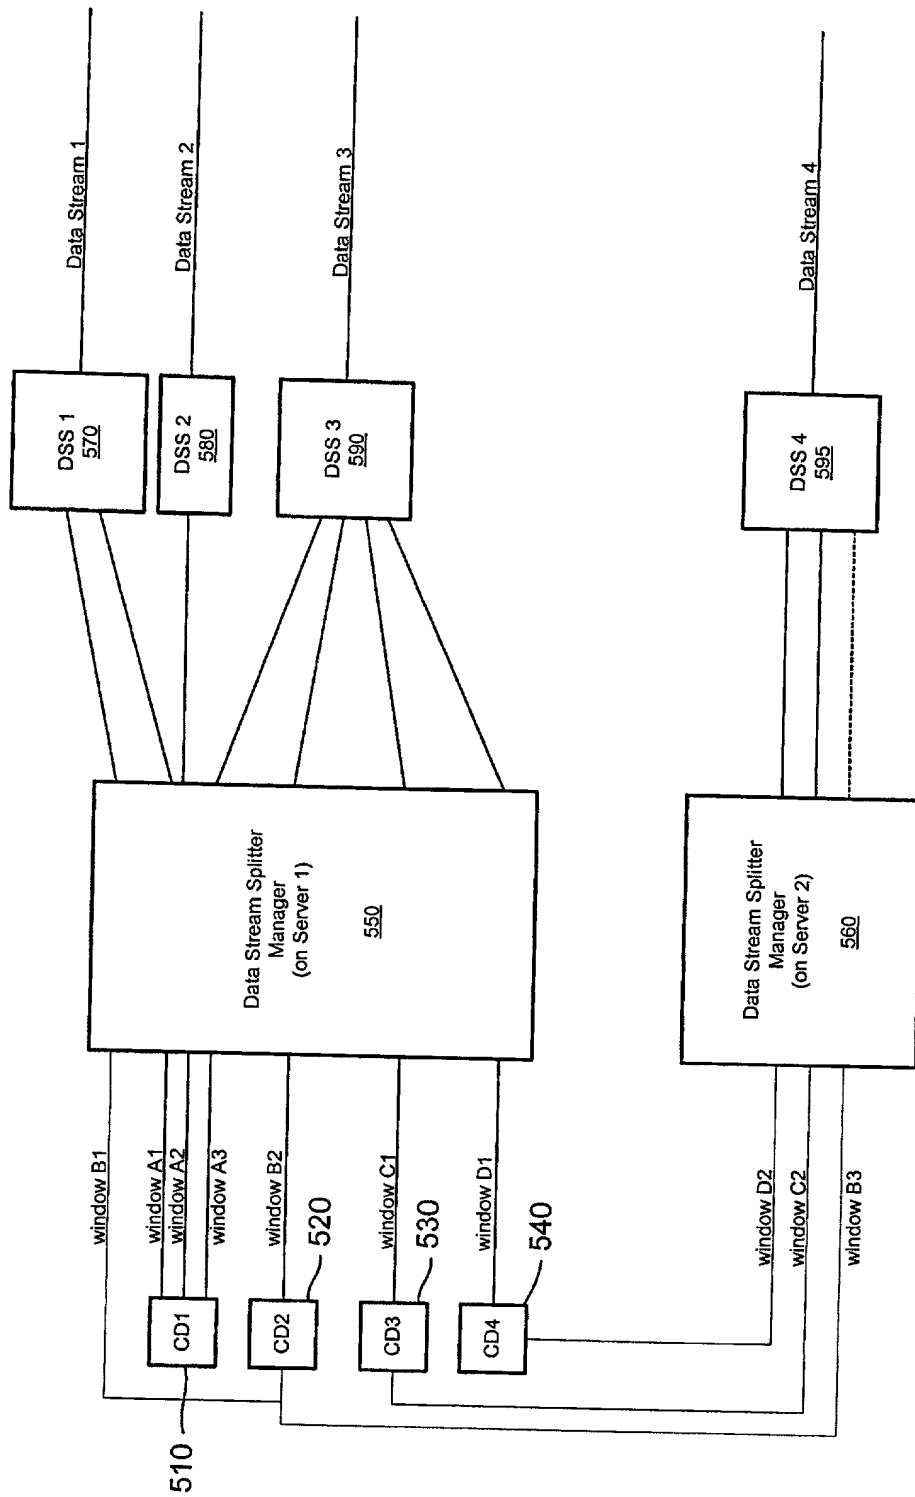 Data Stream 1
Data Stream 2
Data Stream 3
Data Stream 4
DSS 1
570
DSS 2
580
DSS 3
590
DSS 4
595
Data Stream Splitter
Manager
(on Server 1)
550
Data Stream Splitter
Manager
(on Server 2)
560
window B1
window A1
window A2
window A3
window B2
window C1
window D1
window D2
window C2
window B3
CD1
CD2
CD3
CD4
510
520
530
540